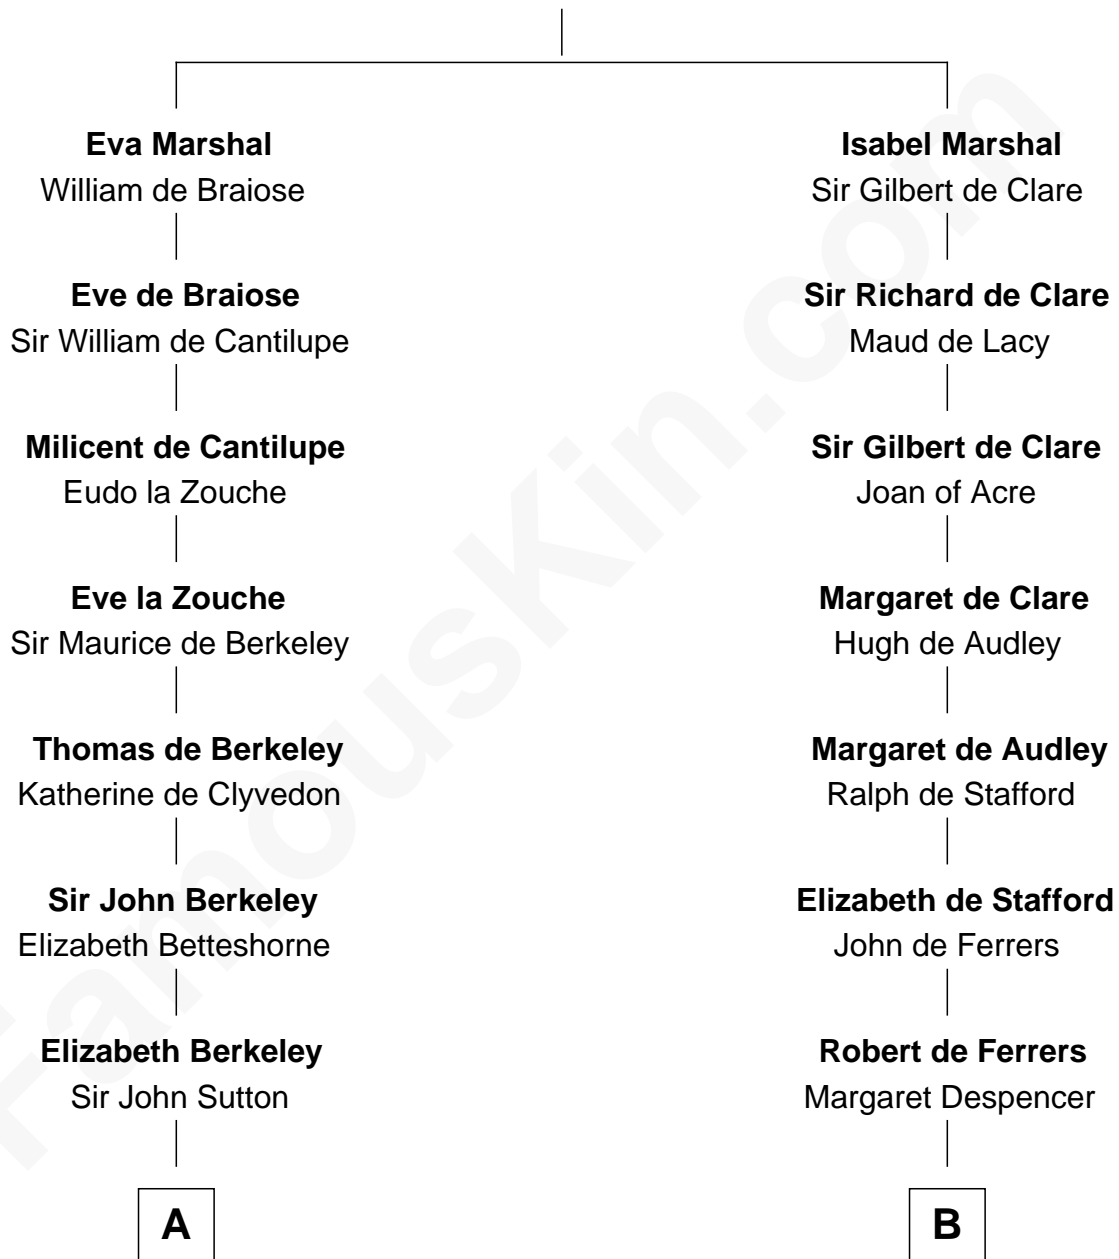 Eva Marshal
William de Braiose
Eve de Braiose
Sir William de Cantilupe
Milicent de Cantilupe
Eudo la Zouche
Eve la Zouche
Sir Maurice de Berkeley
Thomas de Berkeley
Katherine de Clyvedon
Sir John Berkeley
Elizabeth Betteshorne
Elizabeth Berkeley
Sir John Sutton
A
Isabel Marshal
Sir Gilbert de Clare
Sir Richard de Clare
Maud de Lacy
Sir Gilbert de Clare
Joan of Acre
Margaret de Clare
Hugh de Audley
Margaret de Audley
Ralph de Stafford
Elizabeth de Stafford
John de Ferrers
Robert de Ferrers
Margaret Despencer
B
FamousKin.com